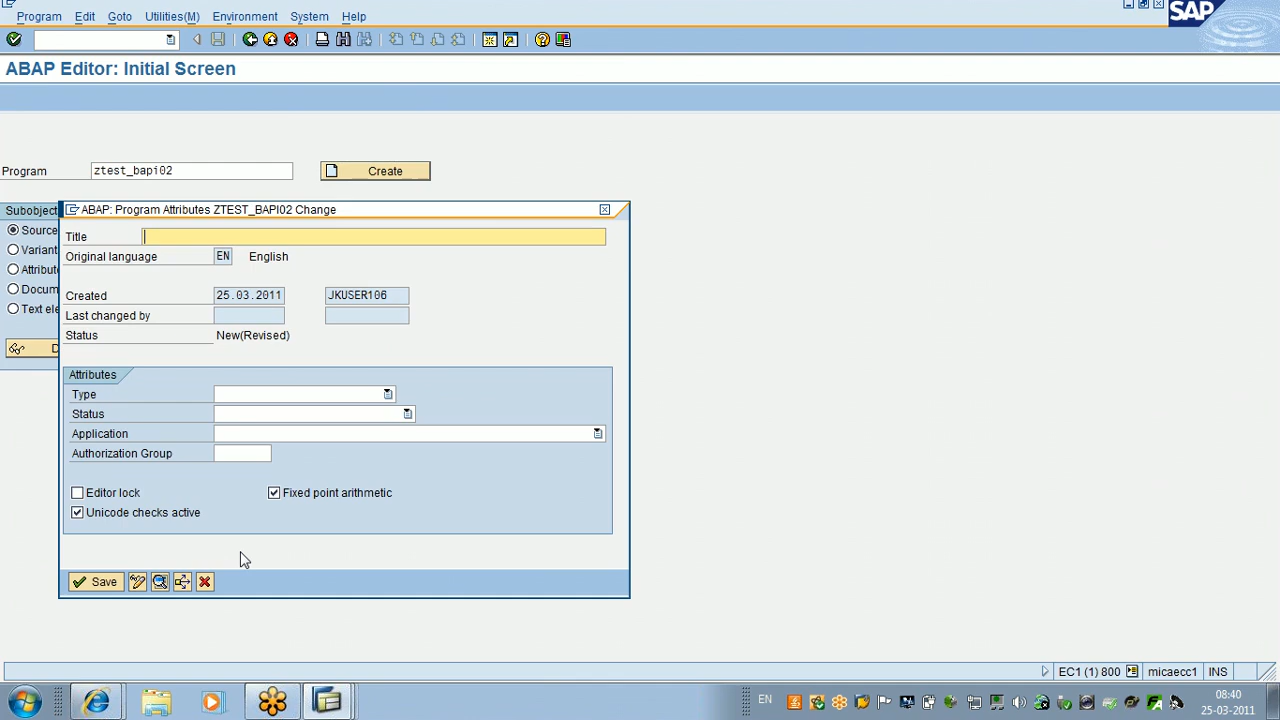 Program Edit Goto Utilities(M) Environment System Help
SAP
ABAP Editor: Initial Screen
Program ztest_bapi02 Create
Subobject
ABAP: Program Attributes ZTEST_BAPI02 Change
Source
Title
Variant
Original language EN English
Attribute
Docum
Created 25.03.2011 JKUSER106
Text ele
Last changed by
Status New(Revised)
D
Attributes
Type
Status
Application
Authorization Group
Editor lock Fixed point arithmetic
Unicode checks active
Save
EC1 (1) 800 micaecc1 INS
EN 08:40
25-03-2011